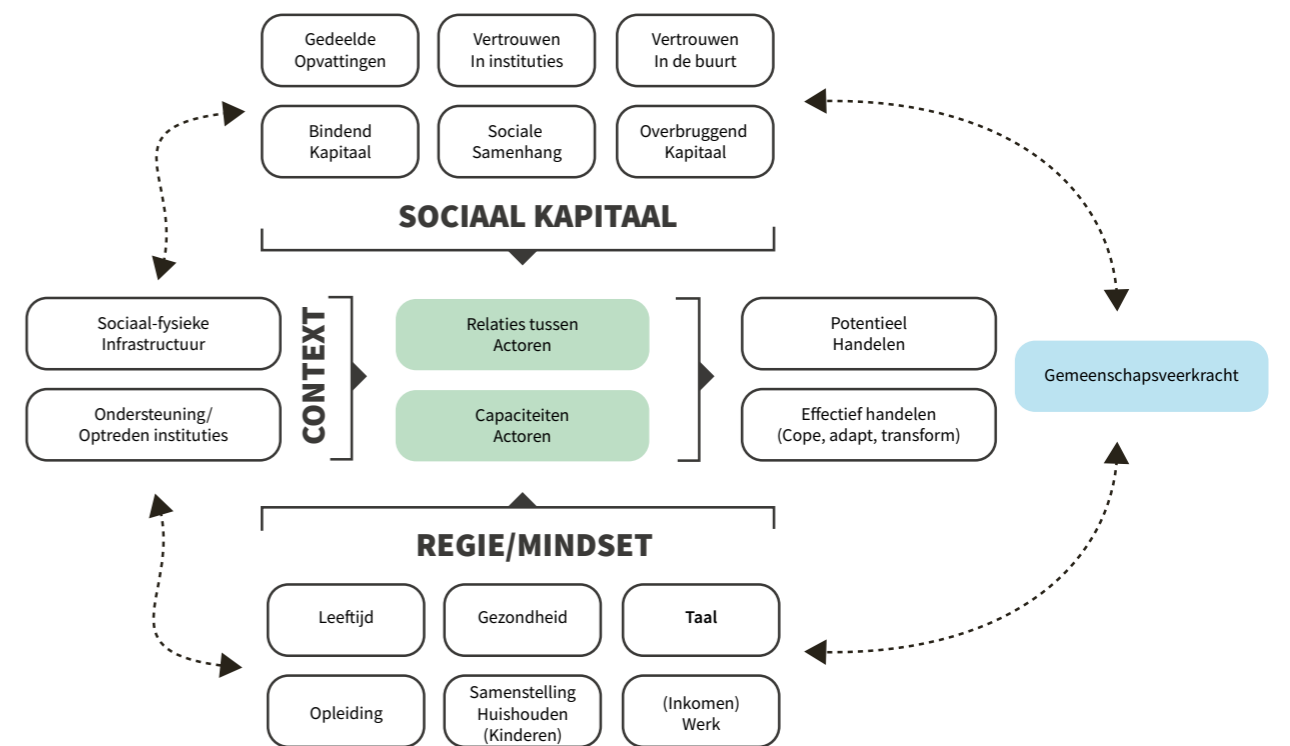 Gedeelde
Opvattingen
Vertrouwen
In instituties
Vertrouwen
In de buurt
Bindend
Kapitaal
Sociale
Samenhang
Overbruggend
Kapitaal
SOCIAAL KAPITAAL
Sociaal-fysieke
Infrastructuur
Ondersteuning/
Optreden instituties
CONTEXT
Relaties tussen
Actoren
Capaciteiten
Actoren
Potentieel
Handelen
Effectief handelen
(Cope, adapt, transform)
Gemeenschapsveerkracht
REGIE/MINDSET
Leeftijd
Gezondheid
Taal
Opleiding
Samenstelling
Huishouden
(Kinderen)
(Inkomen)
Werk